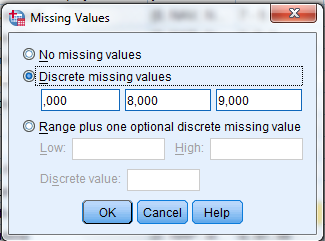 Missing Values
No missing values
Discrete missing values
,000 8,000 9,000
Range plus one optional discrete missing value
Low: High:
Discrete value:
OK Cancel Help